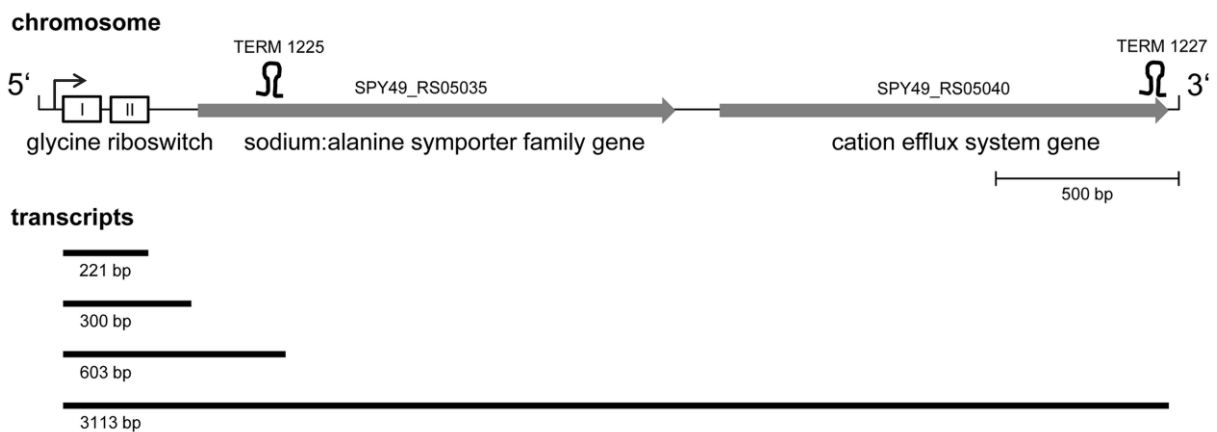 chromosome
TERM 1225
TERM 1227
5‘
SPY49_RS05035
SPY49_RS05040
3‘
I
II
glycine riboswitch
sodium:alanine symporter family gene
cation efflux system gene
500 bp
transcripts
221 bp
300 bp
603 bp
3113 bp